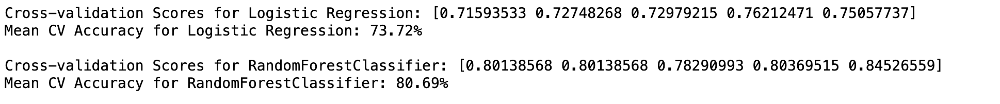 Cross-validation Scores for Logistic Regression: [0.71593533 0.72748268 0.72979215 0.76212471 0.75057737]
Mean CV Accuracy for Logistic Regression: 73.72%
Cross-validation Scores for RandomForestClassifier: [0.80138568 0.80138568 0.78290993 0.80369515 0.84526559]
Mean CV Accuracy for RandomForestClassifier: 80.69%